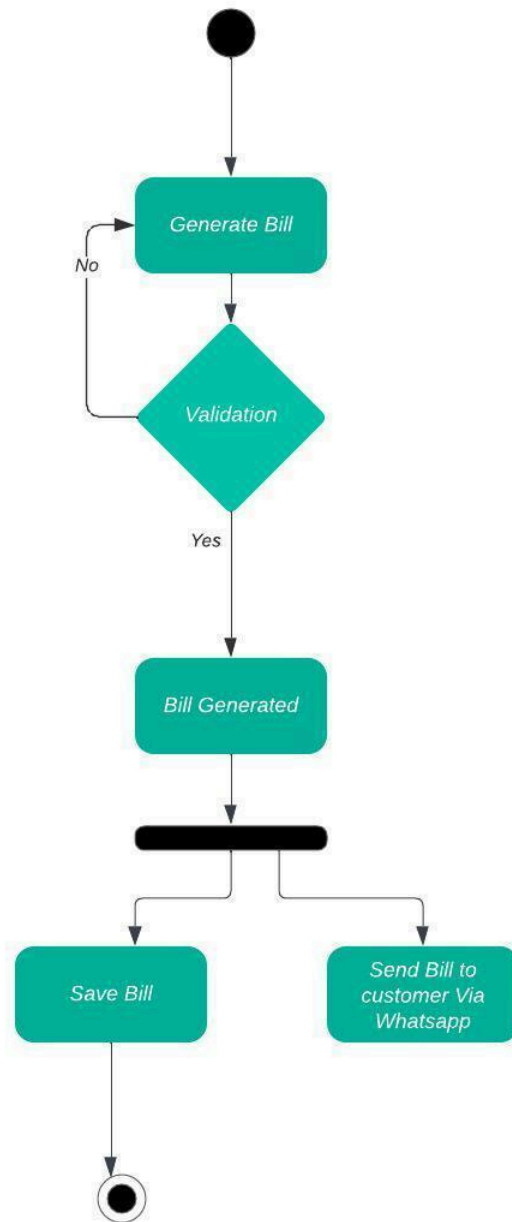 Generate Bill
No
Validation
Yes
Bill Generated
Save Bill
Send Bill to
customer Via
Whatsapp